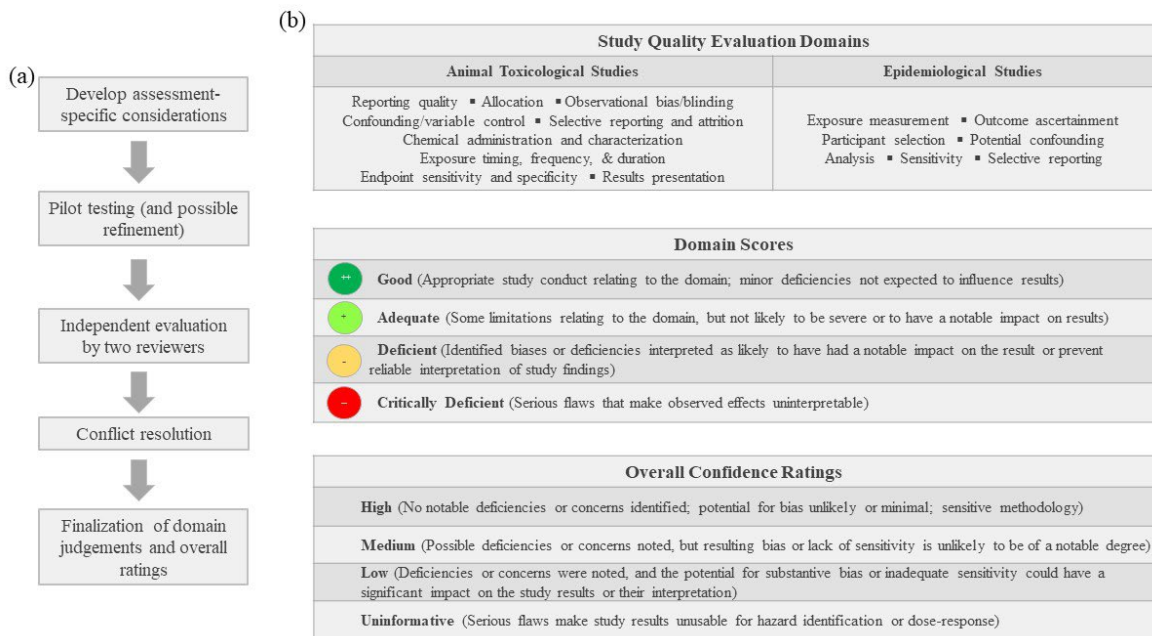 (a)
Develop assessment-
specific considerations
Pilot testing (and possible
refinement)
Independent evaluation
by two reviewers
Conflict resolution
Finalization of domain
judgements and overall
ratings
(b)
Study Quality Evaluation Domains
Animal Toxicological Studies
Reporting quality ▪ Allocation ▪ Observational bias/blinding
Confounding/variable control ▪ Selective reporting and attrition
Chemical administration and characterization
Exposure timing, frequency, & duration
Endpoint sensitivity and specificity ▪ Results presentation
Epidemiological Studies
Exposure measurement ▪ Outcome ascertainment
Participant selection ▪ Potential confounding
Analysis ▪ Sensitivity ▪ Selective reporting
Domain Scores
++ Good (Appropriate study conduct relating to the domain; minor deficiencies not expected to influence results)
+ Adequate (Some limitations relating to the domain, but not likely to be severe or to have a notable impact on results)
- Deficient (Identified biases or deficiencies interpreted as likely to have had a notable impact on the result or prevent
reliable interpretation of study findings)
-- Critically Deficient (Serious flaws that make observed effects uninterpretable)
Overall Confidence Ratings
High (No notable deficiencies or concerns identified; potential for bias unlikely or minimal; sensitive methodology)
Medium (Possible deficiencies or concerns noted, but resulting bias or lack of sensitivity is unlikely to be of a notable degree)
Low (Deficiencies or concerns were noted, and the potential for substantive bias or inadequate sensitivity could have a
significant impact on the study results or their interpretation)
Uninformative (Serious flaws make study results unusable for hazard identification or dose-response)